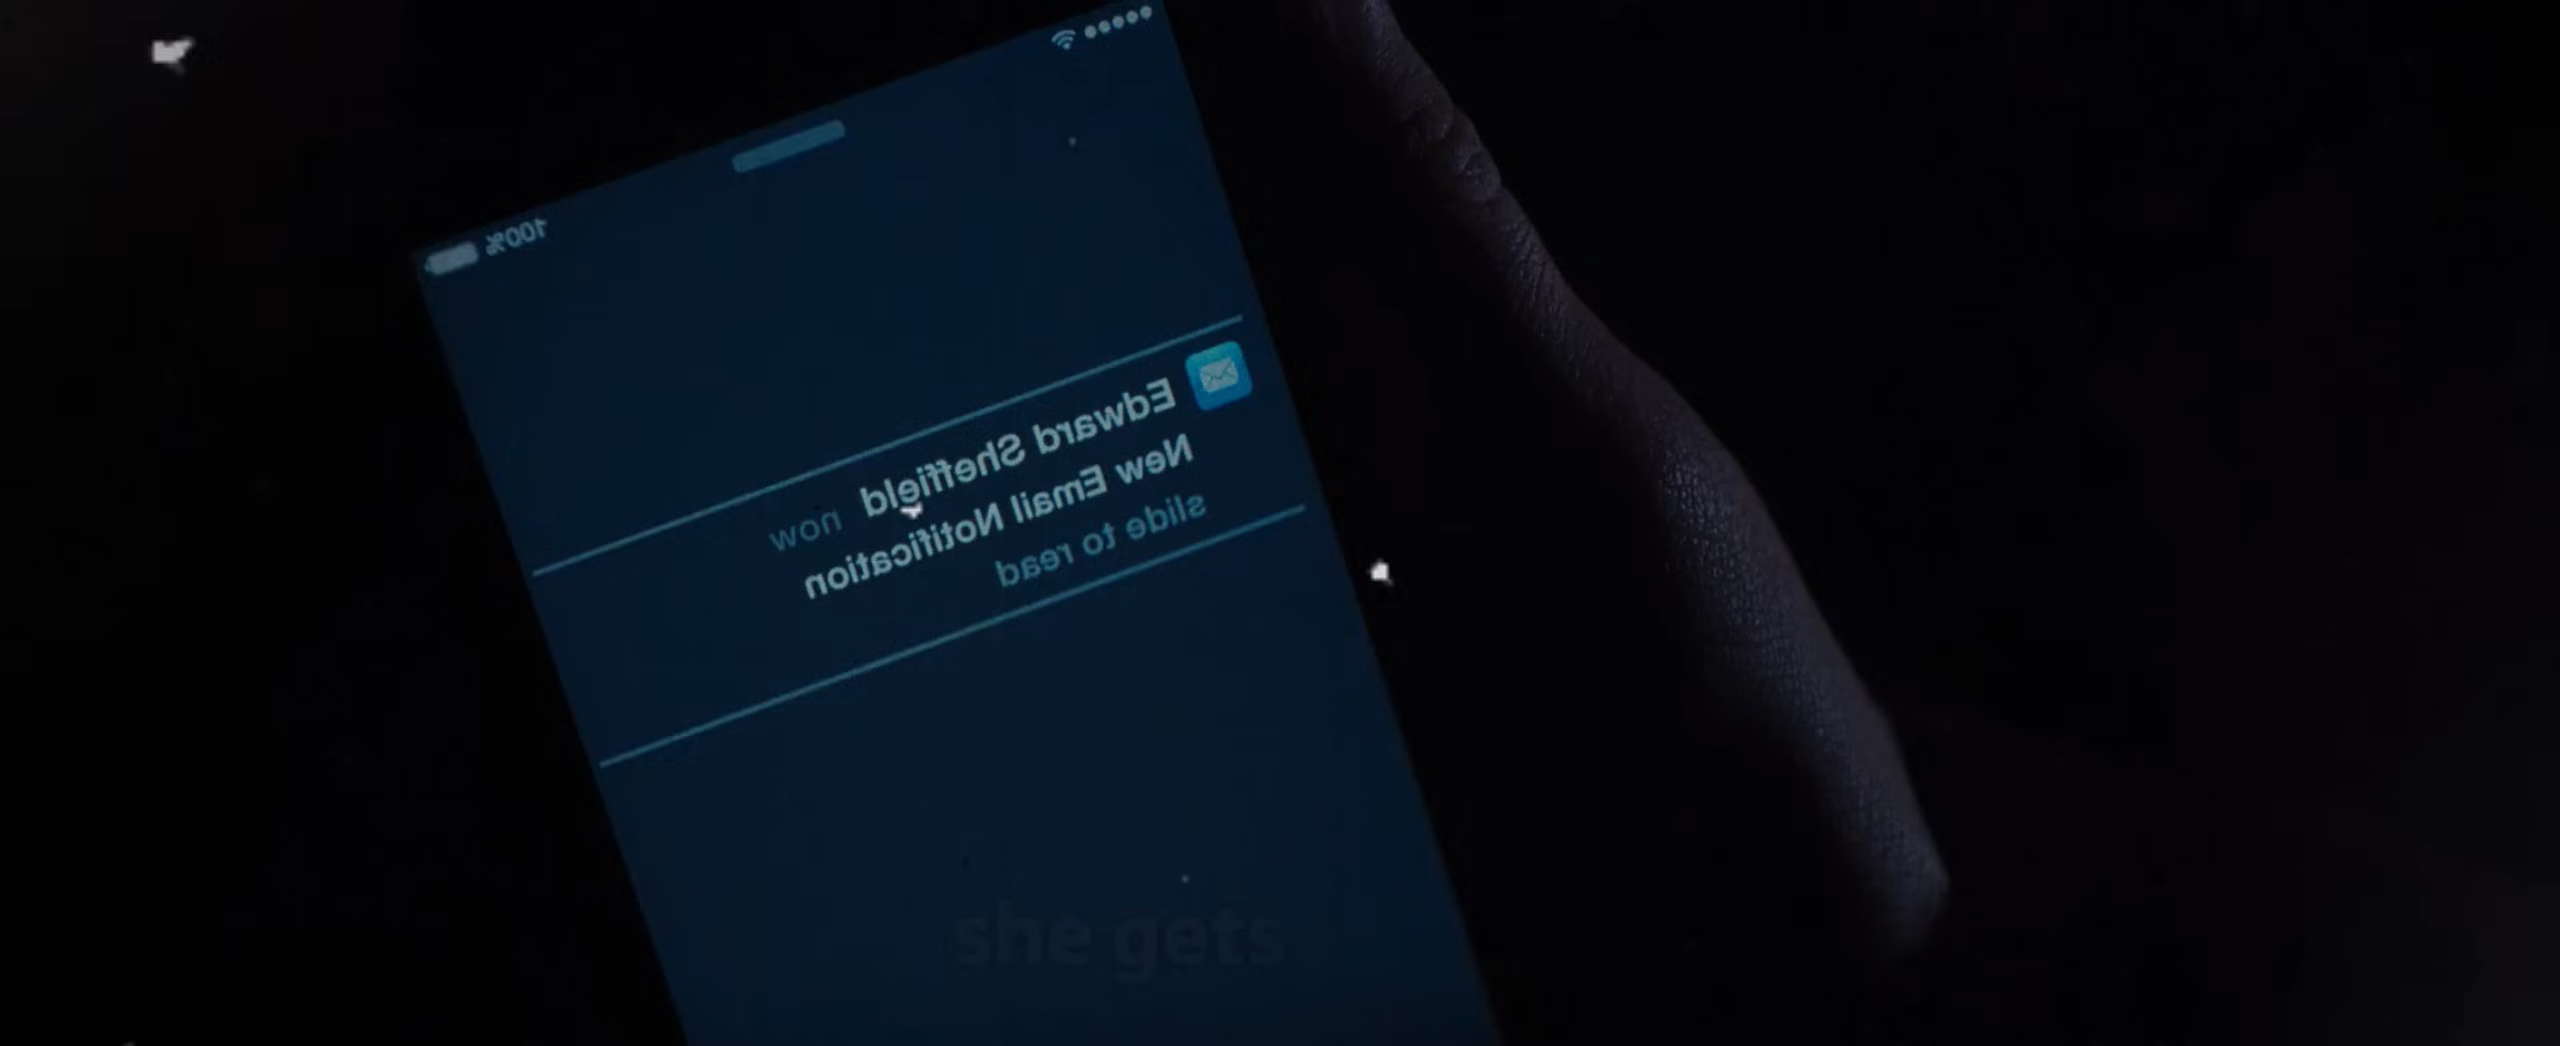 100%
Edward Sheffield now
New Email Notification
slide to read
she gets